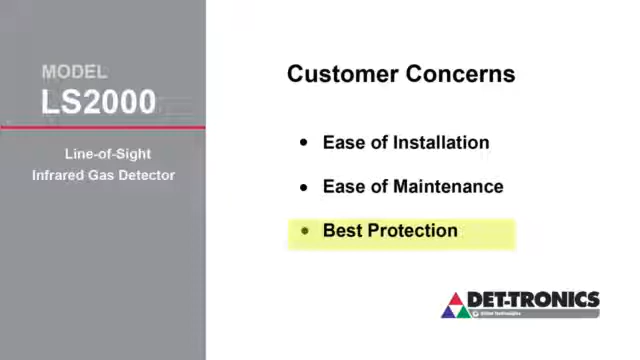 MODEL
LS2000
Line-of-Sight
Infrared Gas Detector
Customer Concerns
• Ease of Installation
• Ease of Maintenance
• Best Protection
DET-TRONICS